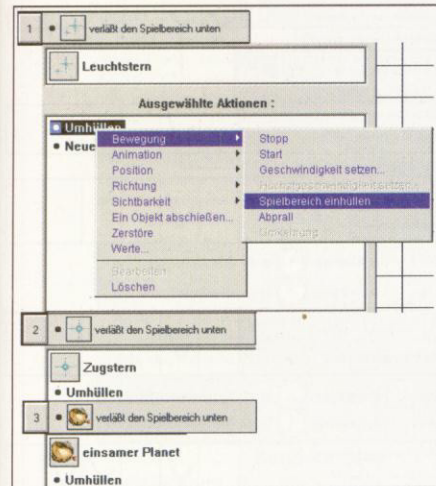 1 • verläßt den Spielbereich unten
Leuchtstern
Ausgewählte Aktionen :
• Umhüllen
• Neue
Bewegung
Animation
Position
Richtung
Sichtbarkeit
Ein Objekt abschießen...
Zerstöre
Werte...
Bearbeiten
Löschen
Stopp
Start
Geschwindigkeit setzen...
Höchstgeschwindigkeit setzen...
Spielbereich einhüllen
Abprall
2 • verläßt den Spielbereich unten
Zugstern
• Umhüllen
3 • verläßt den Spielbereich unten
einsamer Planet
• Umhüllen